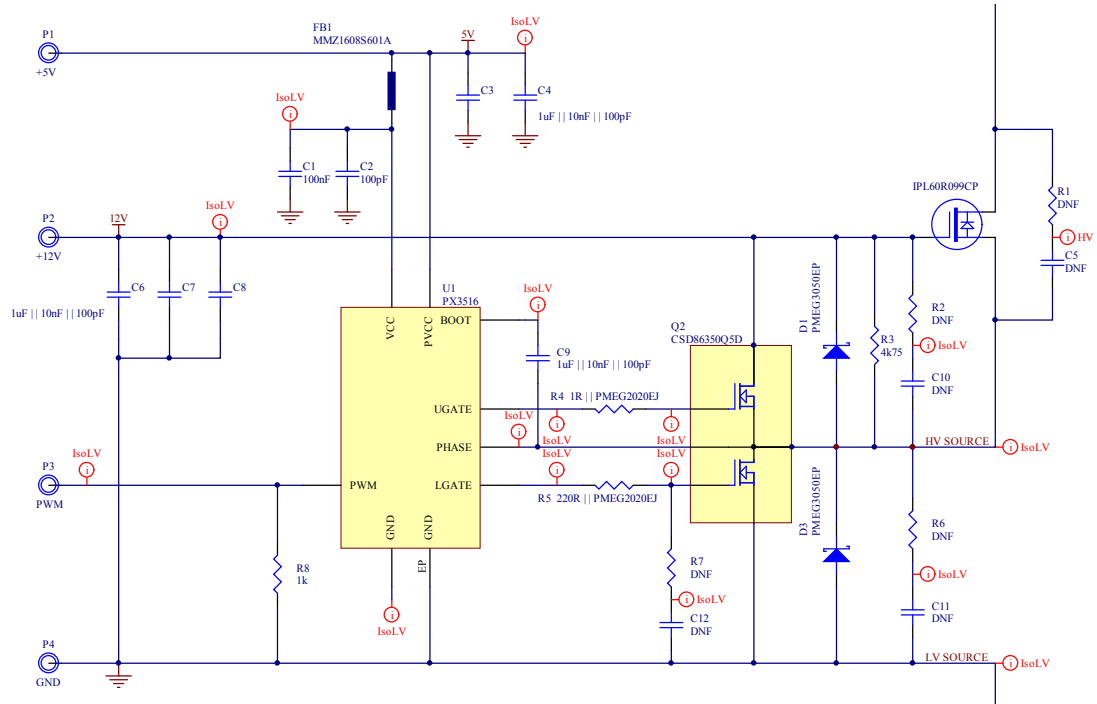 P1
+5V
FB1
MMZ1608S601A
5V
IsoLV
i
C3
C4
1uF || 10nF || 100pF
IsoLV
i
C1
100nF
C2
100pF
IPL60R099CP
R1
DNF
i HV
C5
DNF
P2
+12V
12V
IsoLV
i
C6
C7
C8
1uF || 10nF || 100pF
U1
PX3516
VCC
PVCC
BOOT
UGATE
PHASE
LGATE
PWM
GND
GND
EP
IsoLV
i
C9
1uF || 10nF || 100pF
Q2
CSD86350Q5D
D1
PMEG3050EP
R3
4k75
R2
DNF
i IsoLV
C10
DNF
R4 1R || PMEG2020EJ
i
i
IsoLV
i
IsoLV
IsoLV
i
i
IsoLV
R5 220R || PMEG2020EJ
HV SOURCE
i IsoLV
P3
PWM
IsoLV
i
R8
1k
i
IsoLV
R7
DNF
i IsoLV
C12
DNF
D3
PMEG3050EP
R6
DNF
i IsoLV
C11
DNF
P4
GND
LV SOURCE
i IsoLV